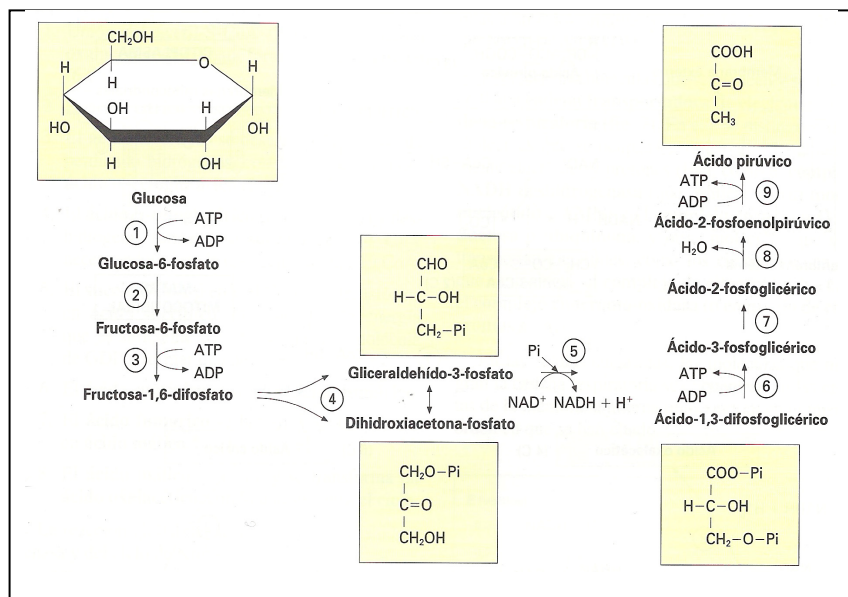 CH₂OH
O
H
H
H
OH
H
HO
OH
H
OH
Glucosa
1
ATP
ADP
Glucosa-6-fosfato
2
Fructosa-6-fosfato
3
ATP
ADP
Fructosa-1,6-difosfato
4
CHO
H–C–OH
CH₂–Pi
Gliceraldehído-3-fosfato
Dihidroxiacetona-fosfato
CH₂O–Pi
C=O
CH₂OH
Pi
5
NAD⁺ NADH + H⁺
COOH
C=O
CH₃
Ácido pirúvico
ATP
ADP
9
Ácido-2-fosfoenolpirúvico
H₂O
8
Ácido-2-fosfoglicérico
7
Ácido-3-fosfoglicérico
ATP
ADP
6
Ácido-1,3-difosfoglicérico
COO–Pi
H–C–OH
CH₂–O–Pi